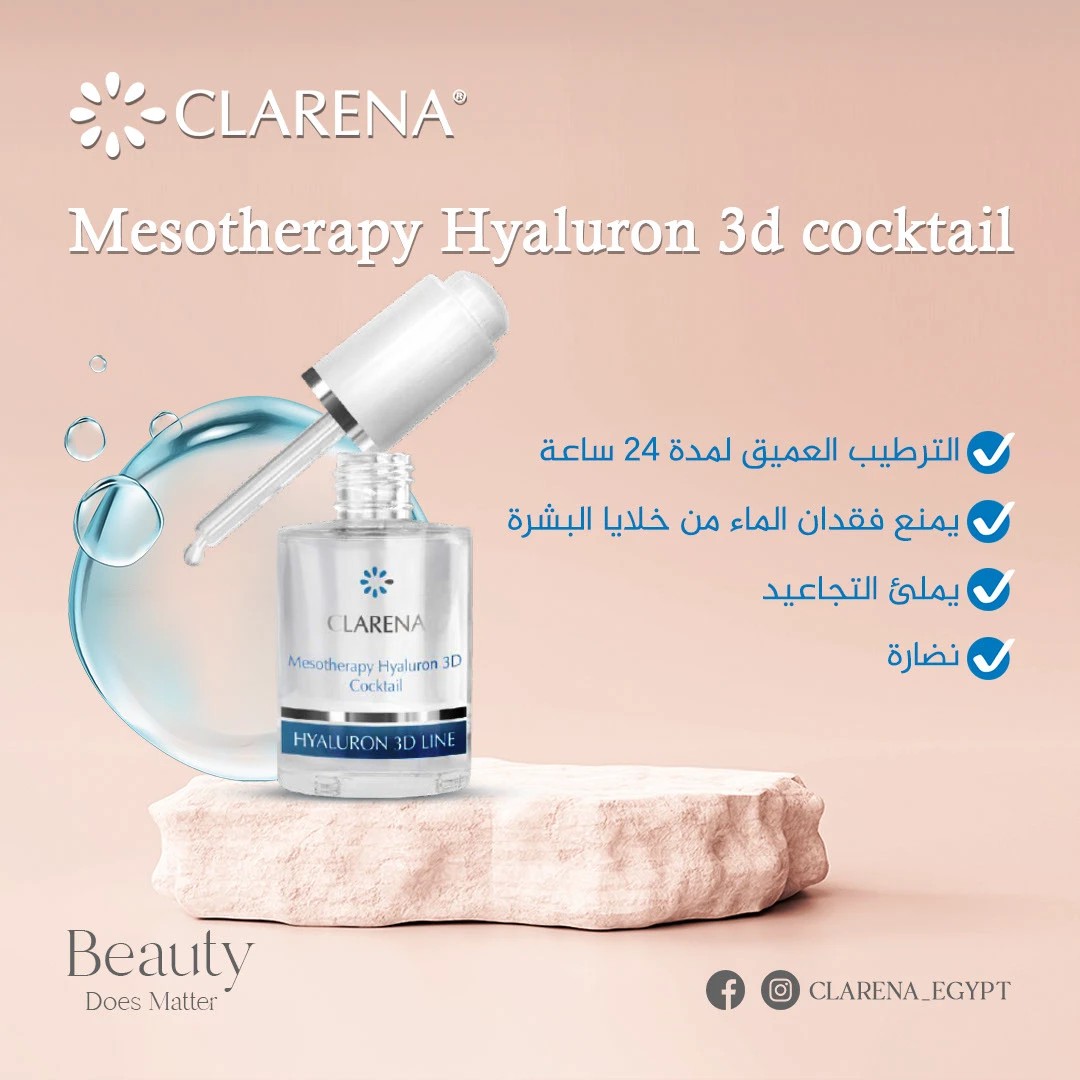 CLARENA®
Mesotherapy Hyaluron 3d cocktail
الترطيب العميق لمدة 24 ساعة
يمنع فقدان الماء من خلايا البشرة
يملئ التجاعيد
نضارة
CLARENA
Mesotherapy Hyaluron 3D
Cocktail
HYALURON 3D LINE
Beauty
Does Matter
CLARENA_EGYPT